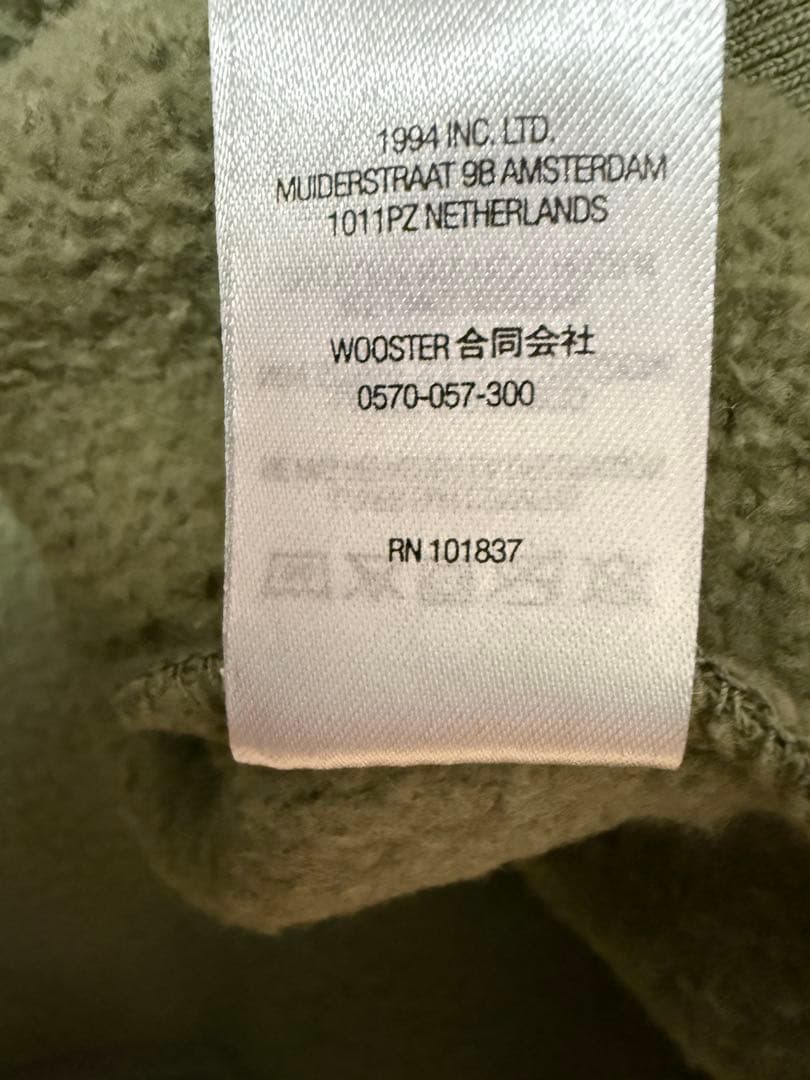 1994 INC. LTD.
MUIDERSTRAAT 9B AMSTERDAM
1011PZ NETHERLANDS
WOOSTER 合同会社
0570-057-300
RN 101837